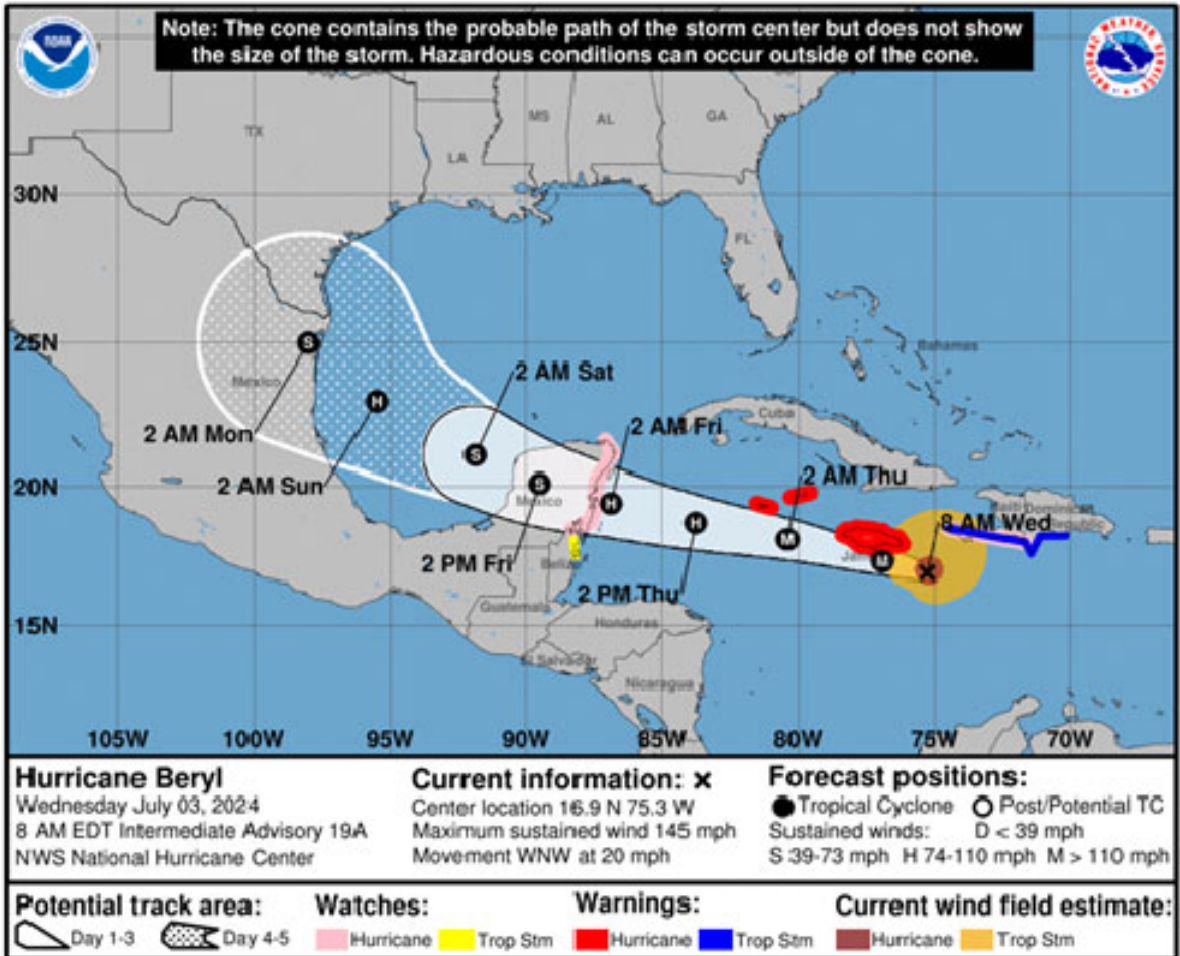 Note: The cone contains the probable path of the storm center but does not show
the size of the storm. Hazardous conditions can occur outside of the cone.
NOAA
NATIONAL WEATHER SERVICE
TX
MS
AL
GA
LA
30N
FL
25N
Bahamas
Mexico
2 AM Sat
Cuba
2 AM Mon
2 AM Fri
2 AM Sun
2 AM Thu
20N
Mexico
Haiti
Dominican
Republic
8 AM Wed
2 PM Fri
Belize
2 PM Thu
Guatemala
Honduras
15N
El Salvador
Nicaragua
S
H
S
S
H
H
M
M
105W 100W 95W 90W 85W 80W 75W 70W
Hurricane Beryl
Wednesday July 03, 2024
8 AM EDT Intermediate Advisory 19A
NWS National Hurricane Center
Current information: x
Center location 16.9 N 75.3 W
Maximum sustained wind 145 mph
Movement WNW at 20 mph
Forecast positions:
Tropical Cyclone Post/Potential TC
Sustained winds: D < 39 mph
S 39-73 mph H 74-110 mph M > 110 mph
Potential track area:
Day 1-3 Day 4-5
Watches:
Hurricane Trop Stm
Warnings:
Hurricane Trop Stm
Current wind field estimate:
Hurricane Trop Stm